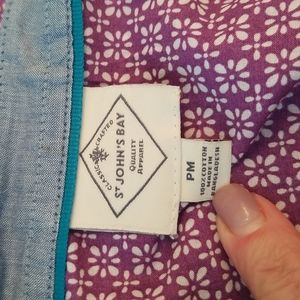 CLASSIC CRAFTED
ST JOHN'S BAY
QUALITY
APPAREL
PM
100% COTTON
MADE IN
BANGLADESH